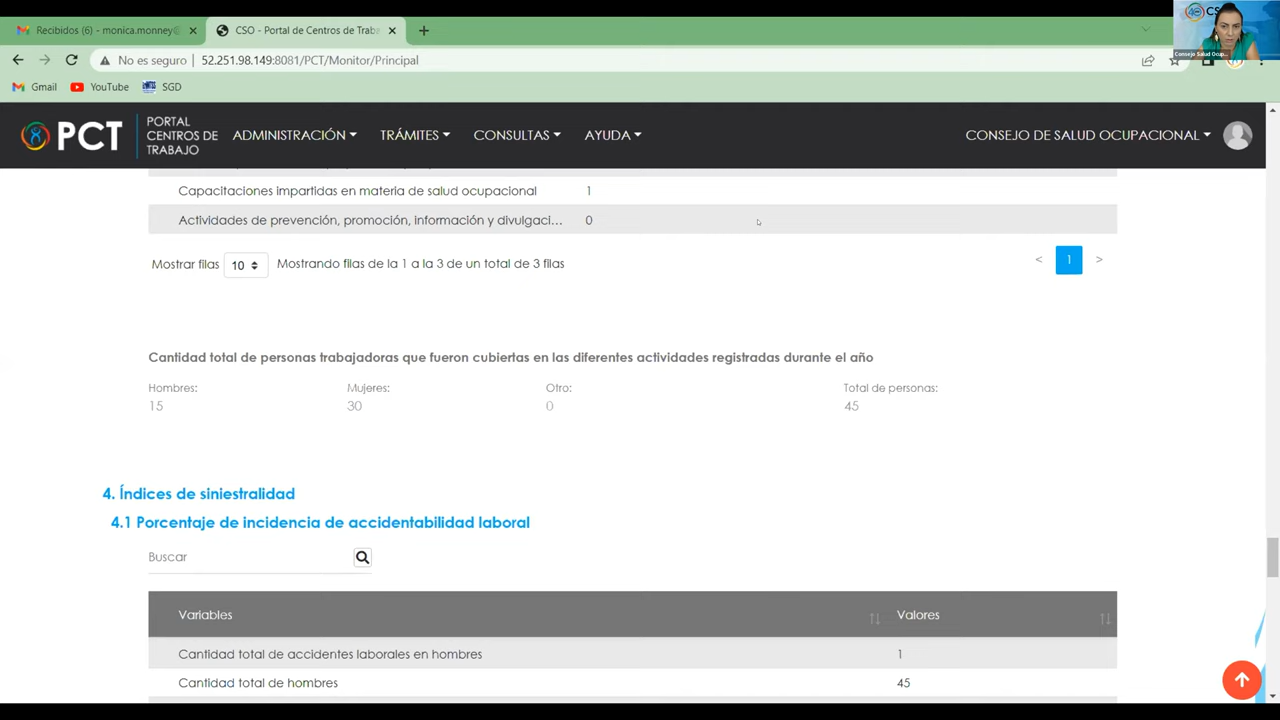 Recibidos (6) - monica.monney@
CSO - Portal de Centros de Traba
No es seguro
52.251.98.149:8081/PCT/Monitor/Principal
Gmail
YouTube
SGD
Consejo Salud Ocup...
PCT
PORTAL
CENTROS DE
TRABAJO
ADMINISTRACIÓN
TRÁMITES
CONSULTAS
AYUDA
CONSEJO DE SALUD OCUPACIONAL
Capacitaciones impartidas en materia de salud ocupacional 1
Actividades de prevención, promoción, información y divulgaci... 0
Mostrar filas 10 Mostrando filas de la 1 a la 3 de un total de 3 filas
< 1 >
Cantidad total de personas trabajadoras que fueron cubiertas en las diferentes actividades registradas durante el año
Hombres: Mujeres: Otro: Total de personas:
15 30 0 45
4. Índices de siniestralidad
4.1 Porcentaje de incidencia de accidentabilidad laboral
Buscar
Variables Valores
Cantidad total de accidentes laborales en hombres 1
Cantidad total de hombres 45